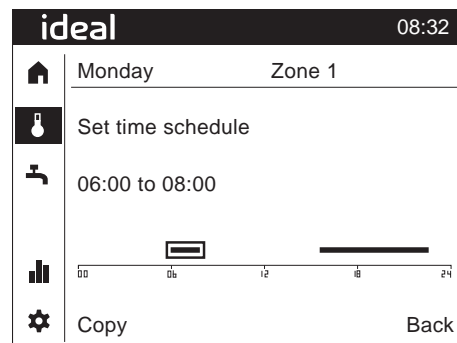 ideal 08:32
Monday Zone 1
Set time schedule
06:00 to 08:00
00 06 12 18 24
Copy Back